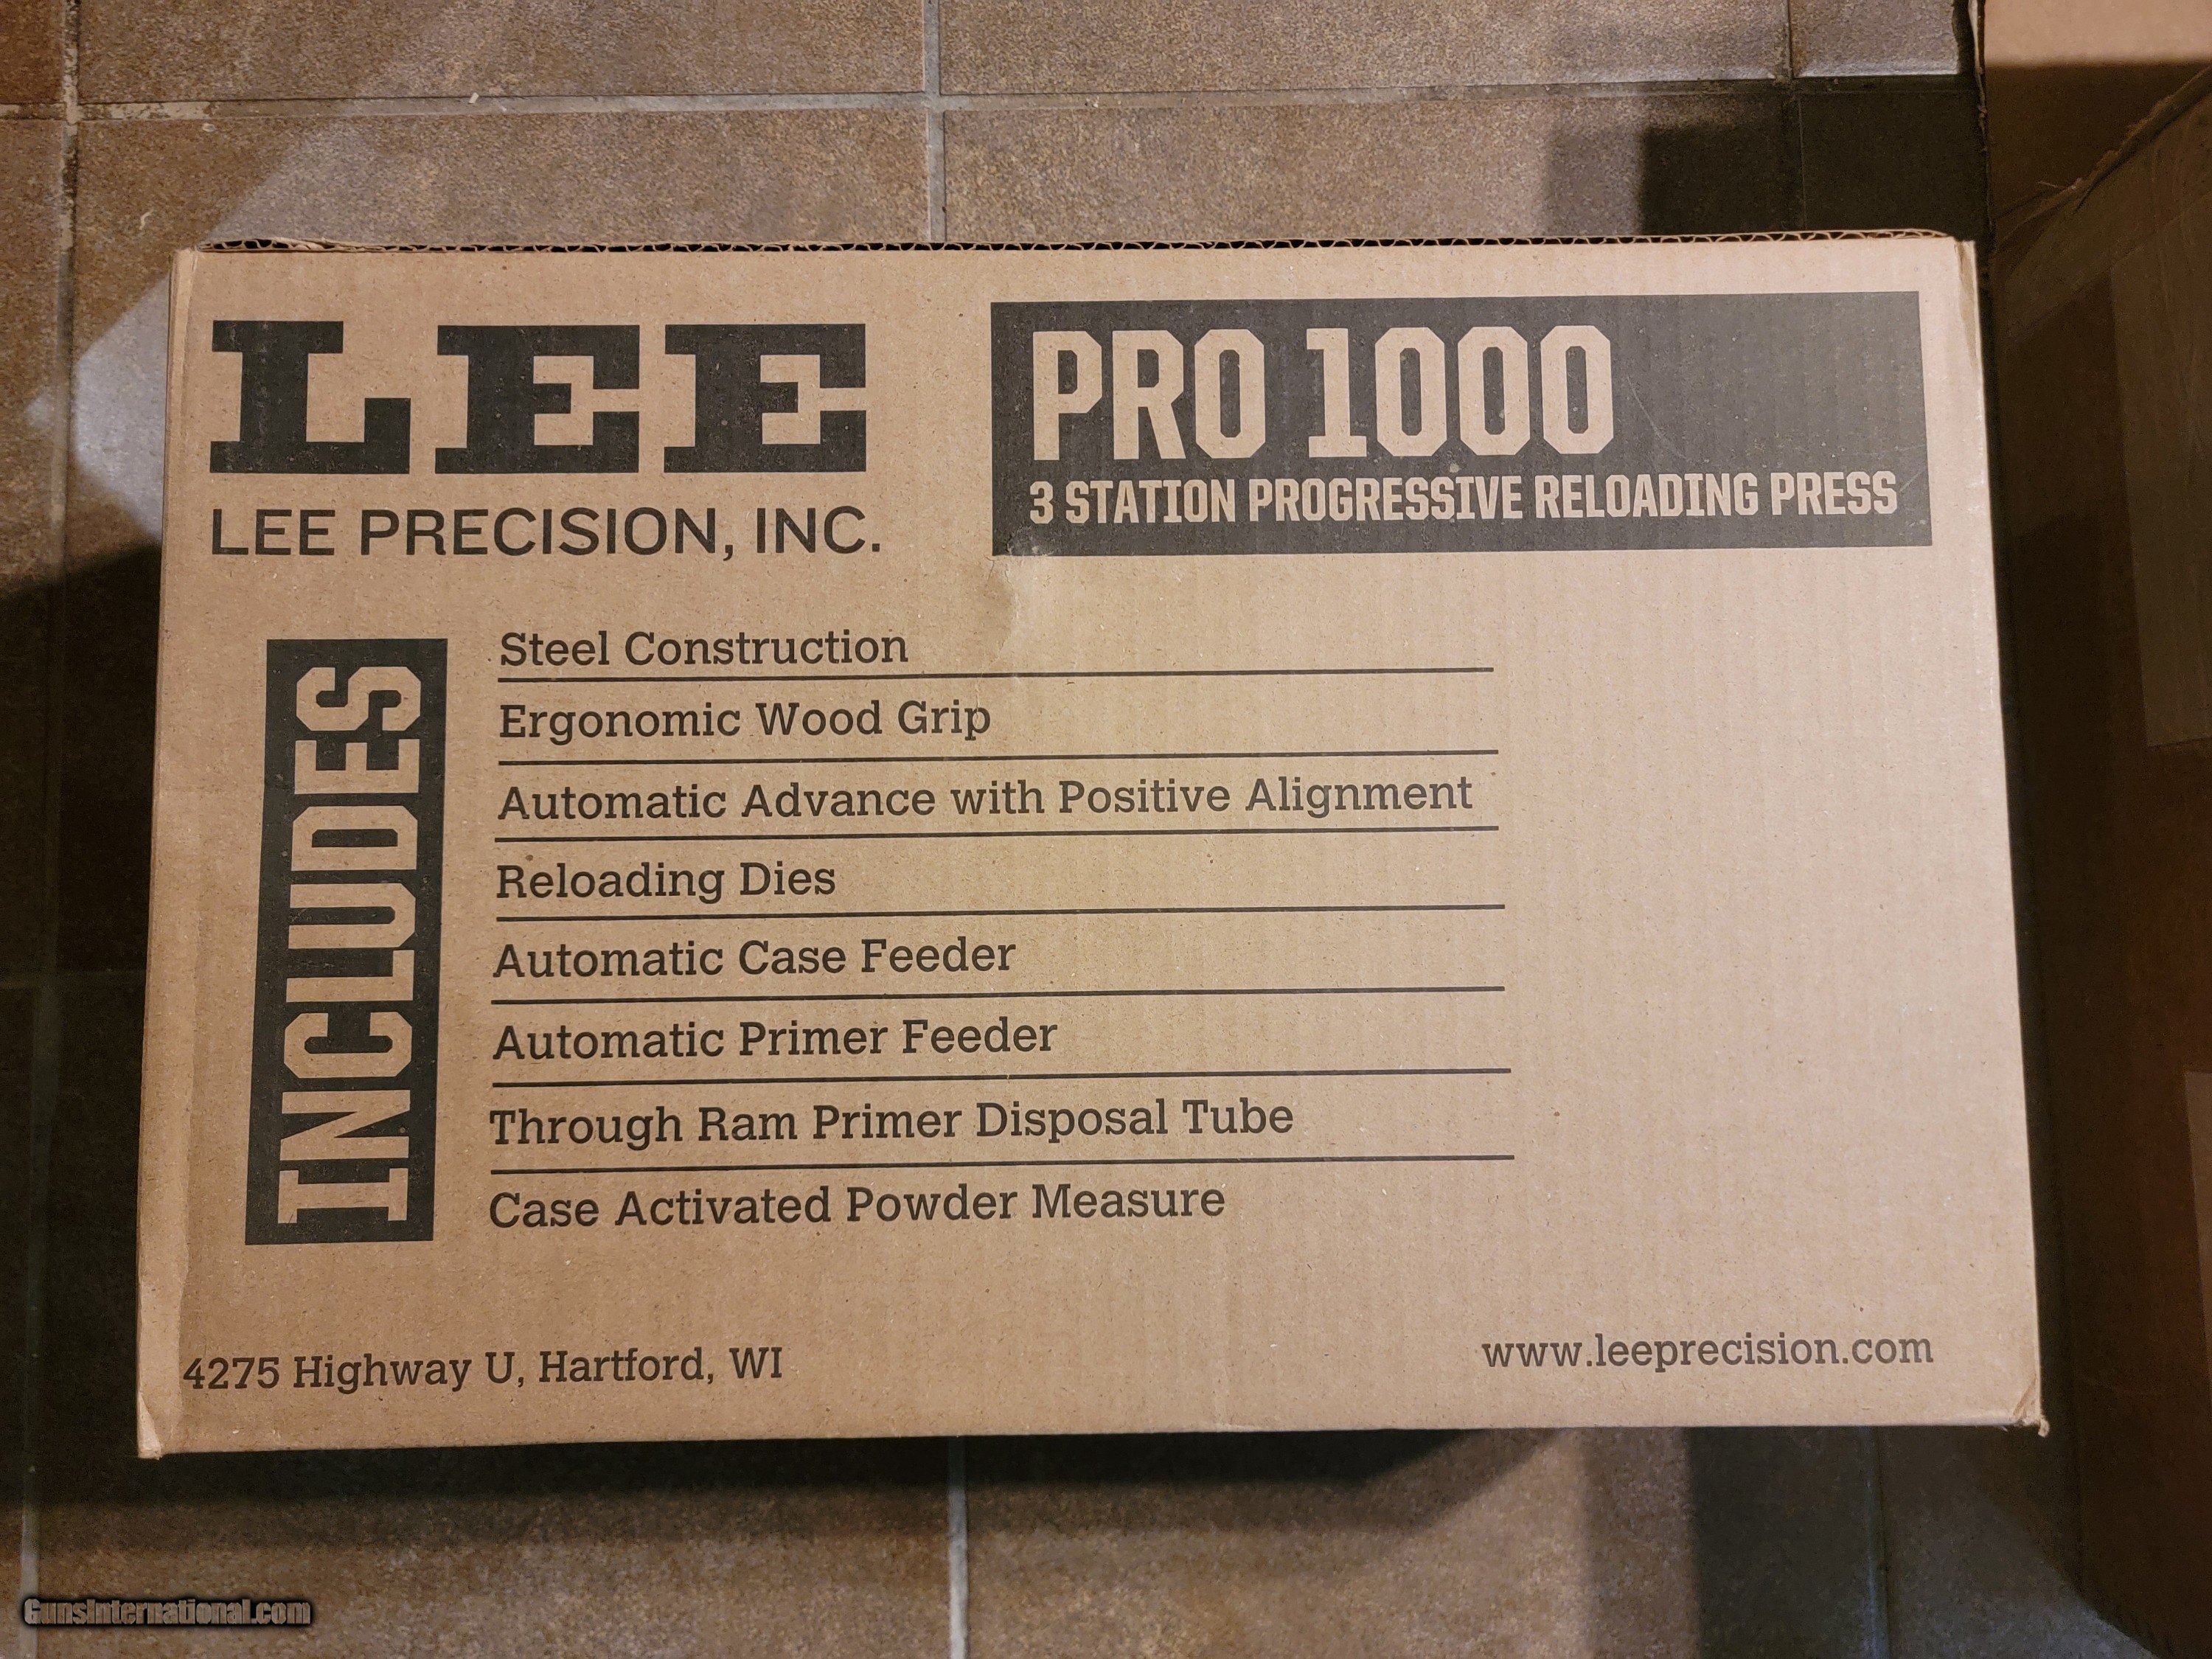 LEE
LEE PRECISION, INC.
PRO 1000
3 STATION PROGRESSIVE RELOADING PRESS
INCLUDES
Steel Construction
Ergonomic Wood Grip
Automatic Advance with Positive Alignment
Reloading Dies
Automatic Case Feeder
Automatic Primer Feeder
Through Ram Primer Disposal Tube
Case Activated Powder Measure
4275 Highway U, Hartford, WI
www.leeprecision.com
GunsInternational.com